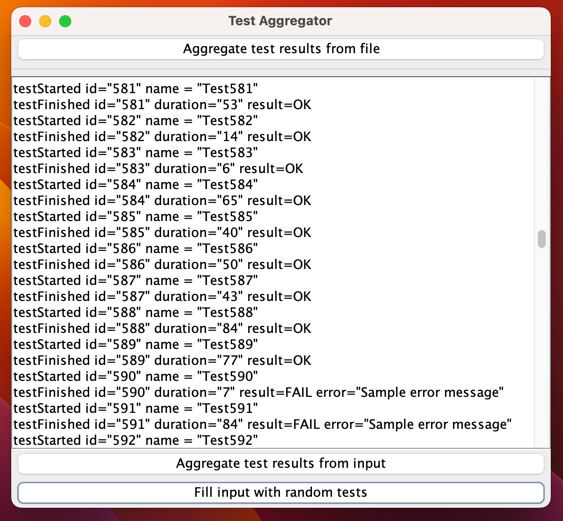 Test Aggregator
Aggregate test results from file
testStarted id="581" name = "Test581"
testFinished id="581" duration="53" result=OK
testStarted id="582" name = "Test582"
testFinished id="582" duration="14" result=OK
testStarted id="583" name = "Test583"
testFinished id="583" duration="6" result=OK
testStarted id="584" name = "Test584"
testFinished id="584" duration="65" result=OK
testStarted id="585" name = "Test585"
testFinished id="585" duration="40" result=OK
testStarted id="586" name = "Test586"
testFinished id="586" duration="50" result=OK
testStarted id="587" name = "Test587"
testFinished id="587" duration="43" result=OK
testStarted id="588" name = "Test588"
testFinished id="588" duration="84" result=OK
testStarted id="589" name = "Test589"
testFinished id="589" duration="77" result=OK
testStarted id="590" name = "Test590"
testFinished id="590" duration="7" result=FAIL error="Sample error message"
testStarted id="591" name = "Test591"
testFinished id="591" duration="84" result=FAIL error="Sample error message"
testStarted id="592" name = "Test592"
Aggregate test results from input
Fill input with random tests